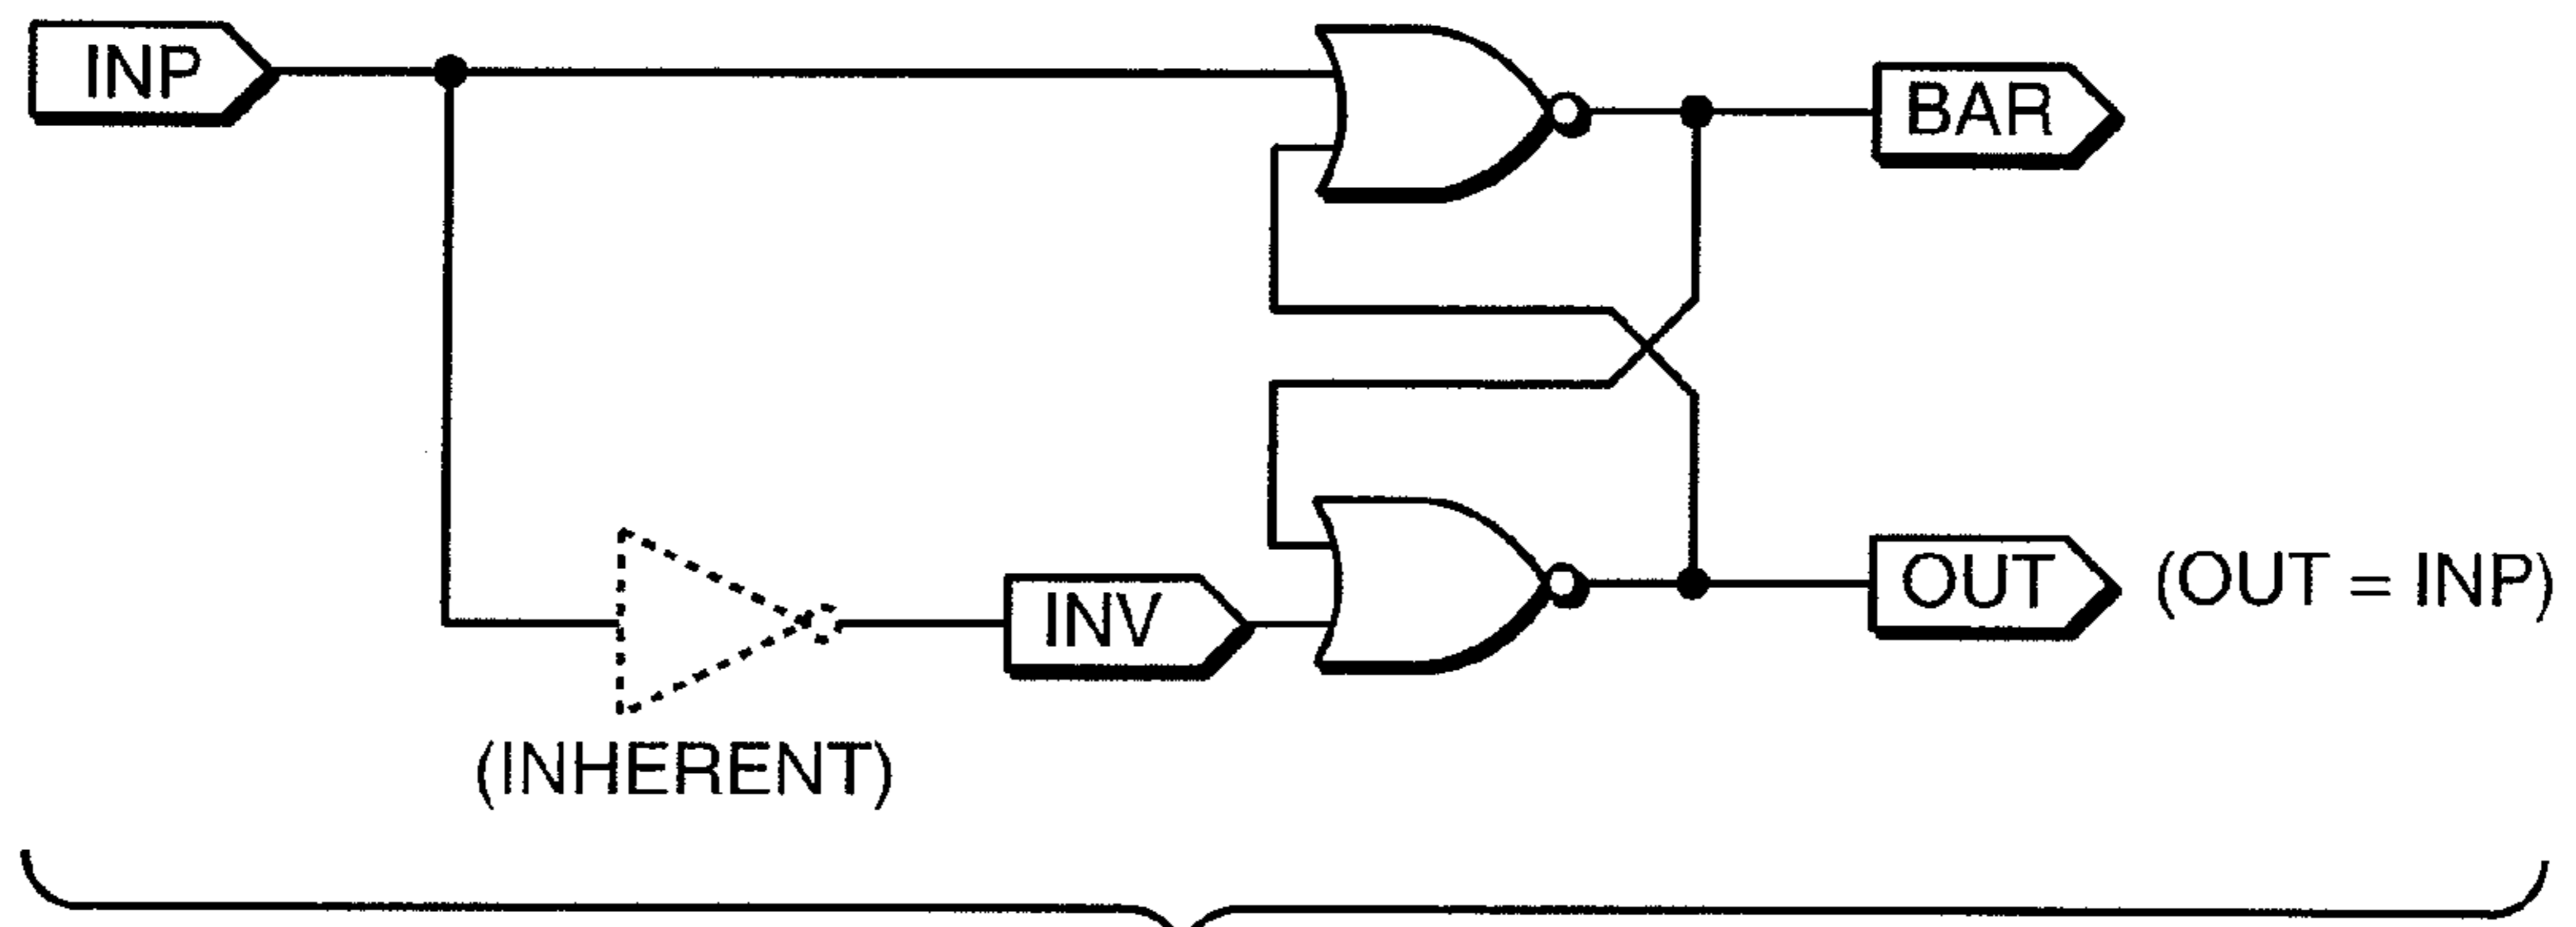 INP
BAR
INV
OUT
(OUT = INP)
(INHERENT)